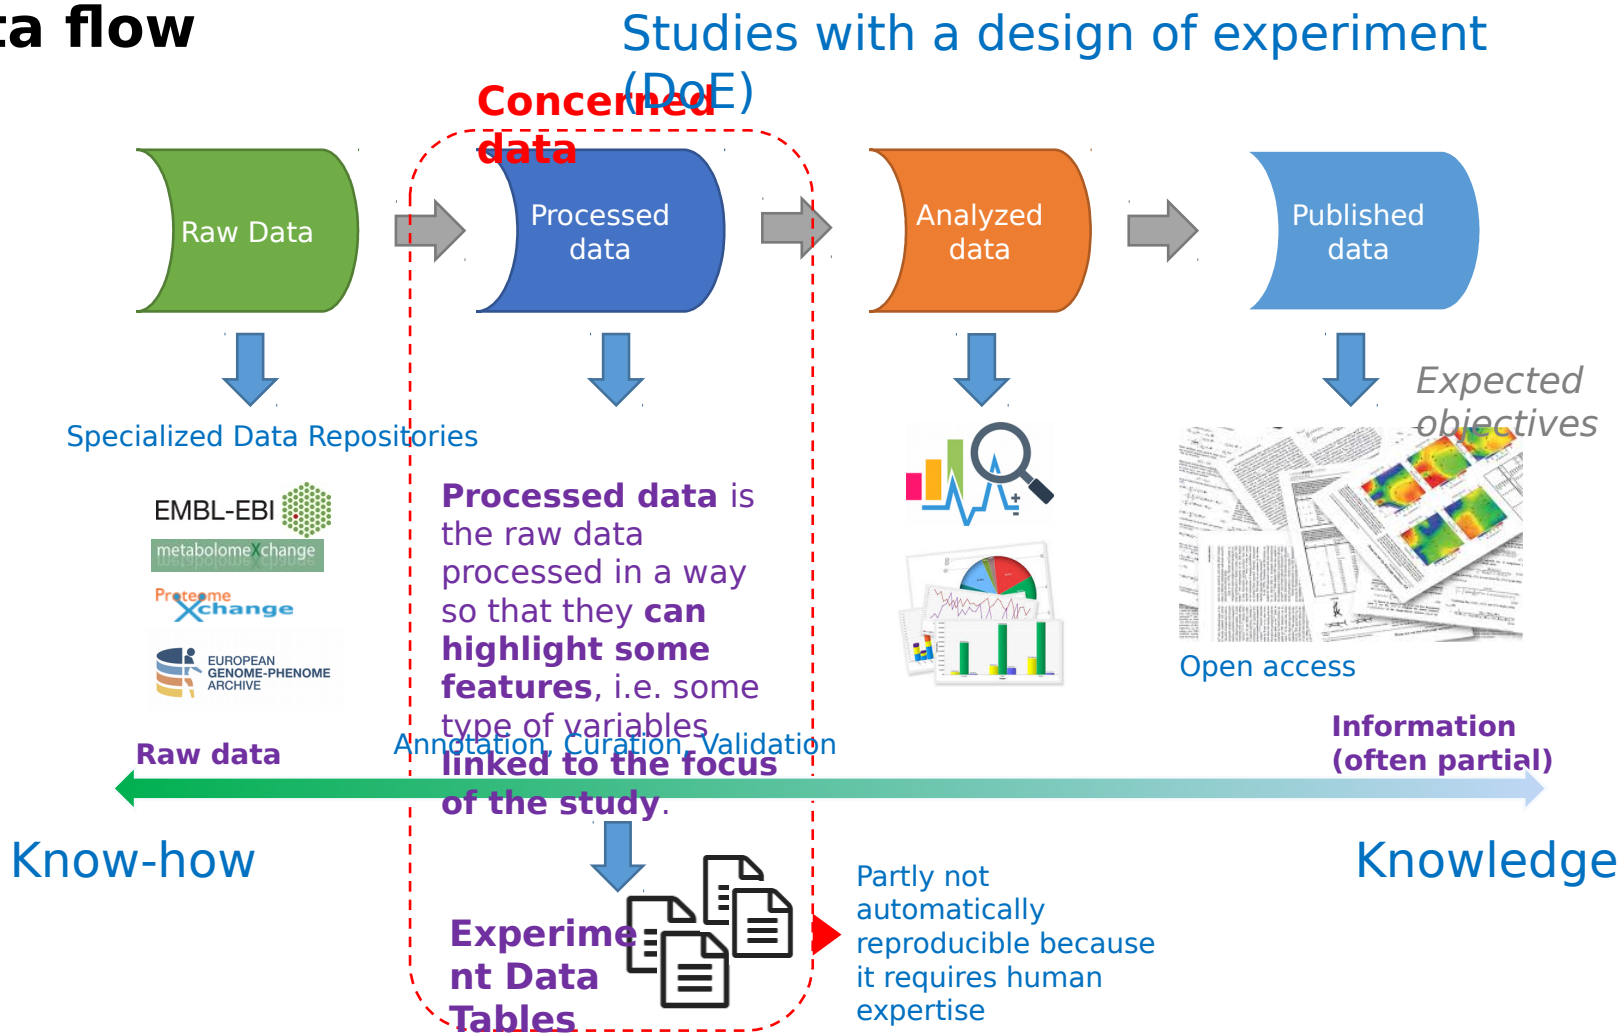 ta flow
Studies with a design of experiment
(DoE)
Concerned
data
Raw Data
Processed
data
Analyzed
data
Published
data
Expected
objectives
Specialized Data Repositories
EMBL-EBI
metabolomeXchange
Proteome
Xchange
EUROPEAN
GENOME-PHENOME
ARCHIVE
Processed data is
the raw data
processed in a way
so that they can
highlight some
features, i.e. some
type of variables
linked to the focus
of the study.
Annotation, Curation, Validation
Open access
Raw data
Information
(often partial)
Know-how
Knowledge
Experime
nt Data
Tables
Partly not
automatically
reproducible because
it requires human
expertise